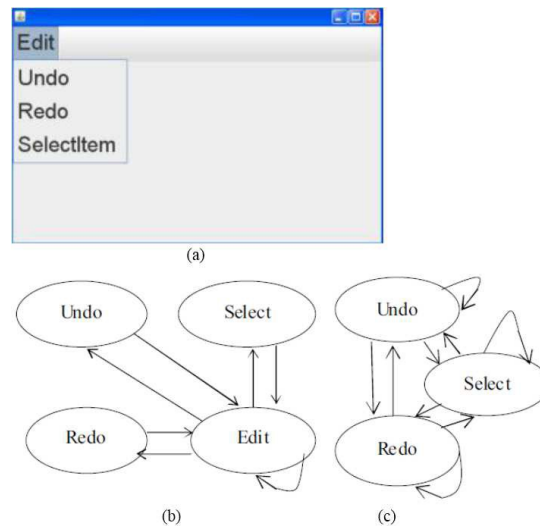 Edit
Undo
Redo
SelectItem
(a)
Undo
Select
Redo
Edit
(b)
Undo
Select
Redo
(c)